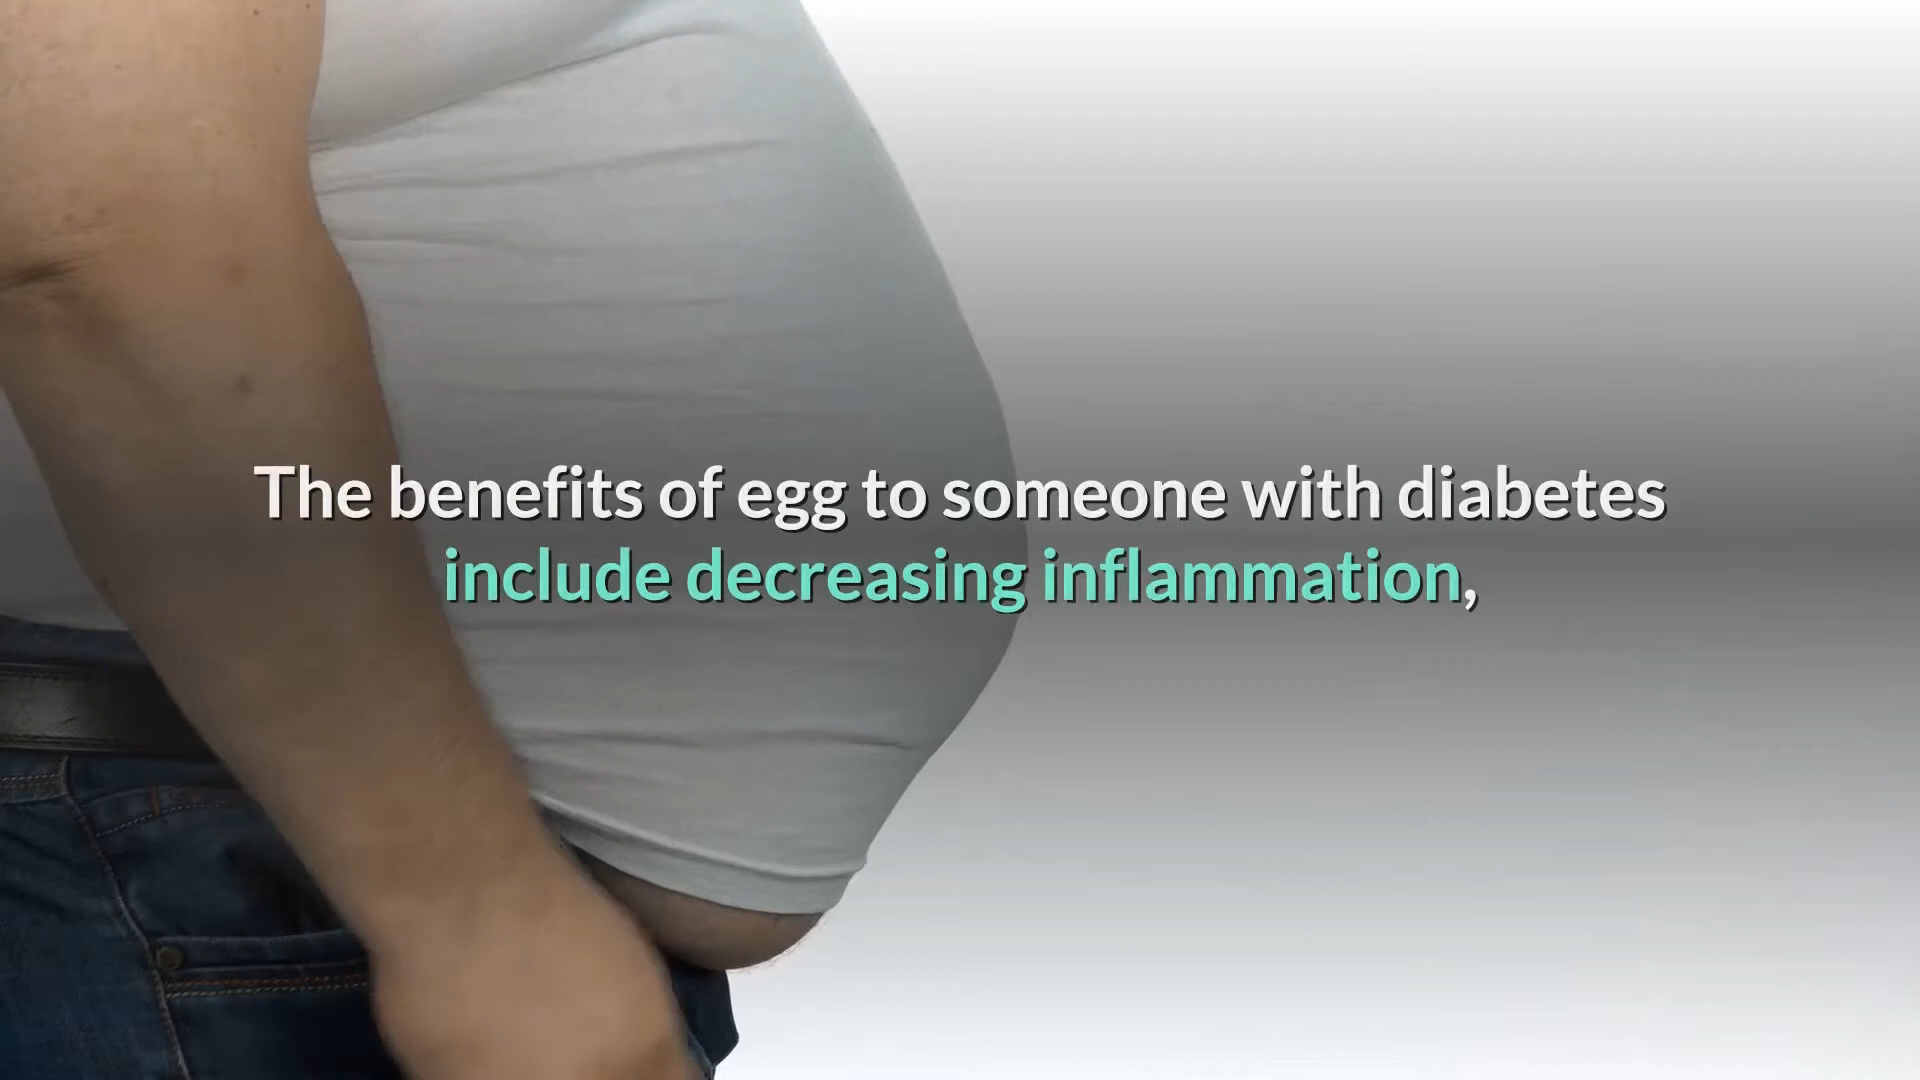 The benefits of egg to someone with diabetes
include decreasing inflammation,